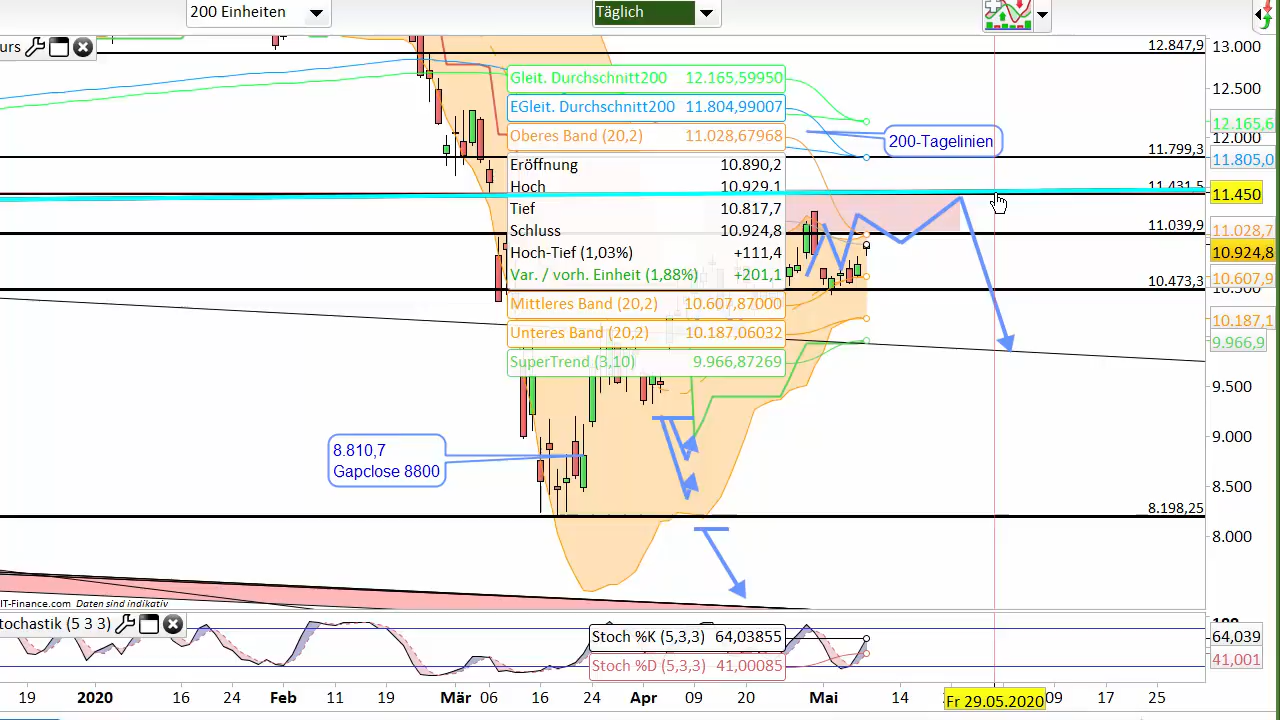 200 Einheiten
Täglich
urs
12.847,9
13.000
12.500
12.165,6
12.000
11.799,3
11.805,0
11.431,5
11.450
11.039,9
11.028,7
10.924,8
10.607,9
10.473,3
10.187,1
9.966,9
9.500
9.000
8.500
8.198,25
8.000
Gleit. Durchschnitt200 12.165,59950
EGleit. Durchschnitt200 11.804,99007
Oberes Band (20,2) 11.028,67968
Eröffnung 10.890,2
Hoch 10.929,1
Tief 10.817,7
Schluss 10.924,8
Hoch-Tief (1,03%) +111,4
Var. / vorh. Einheit (1,88%) +201,1
Mittleres Band (20,2) 10.607,87000
Unteres Band (20,2) 10.187,06032
SuperTrend (3,10) 9.966,87269
200-Tagelinien
8.810,7
Gapclose 8800
IT-Finance.com Daten sind indikativ
tochastik (5 3 3)
Stoch %K (5,3,3) 64,03855
Stoch %D (5,3,3) 41,00085
64,039
41,001
19 2020 16 24 Feb 11 19 Mär 06 16 24 Apr 09 20 Mai 14 Fr 29.05.2020 09 17 25